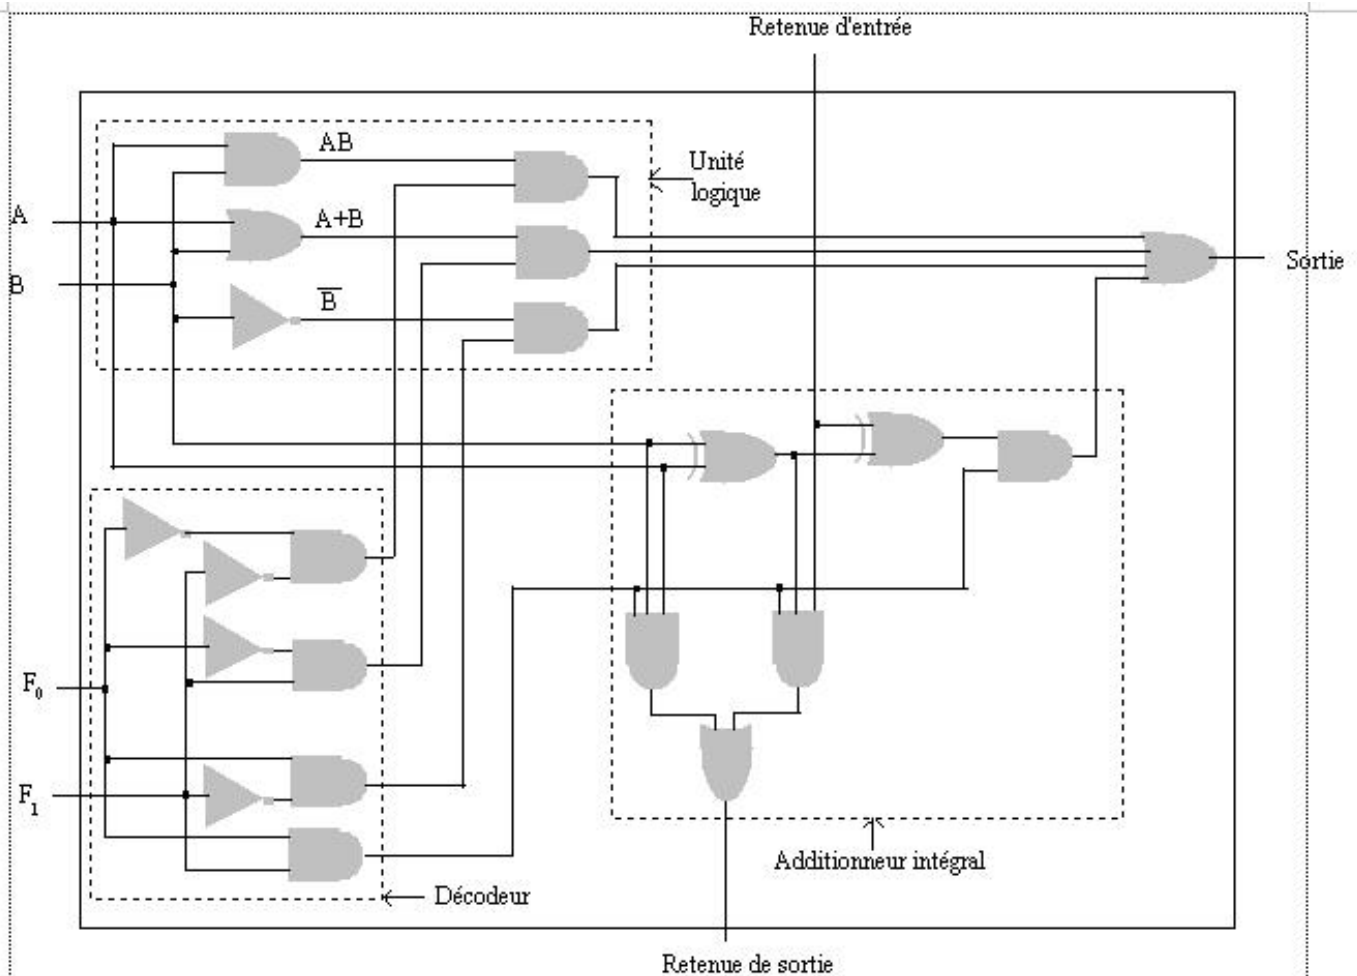 Retenue d'entrée
AB
Unité
logique
A
A+B
B
B̅
Sortie
F₀
F₁
Additionneur intégral
Décodeur
Retenue de sortie